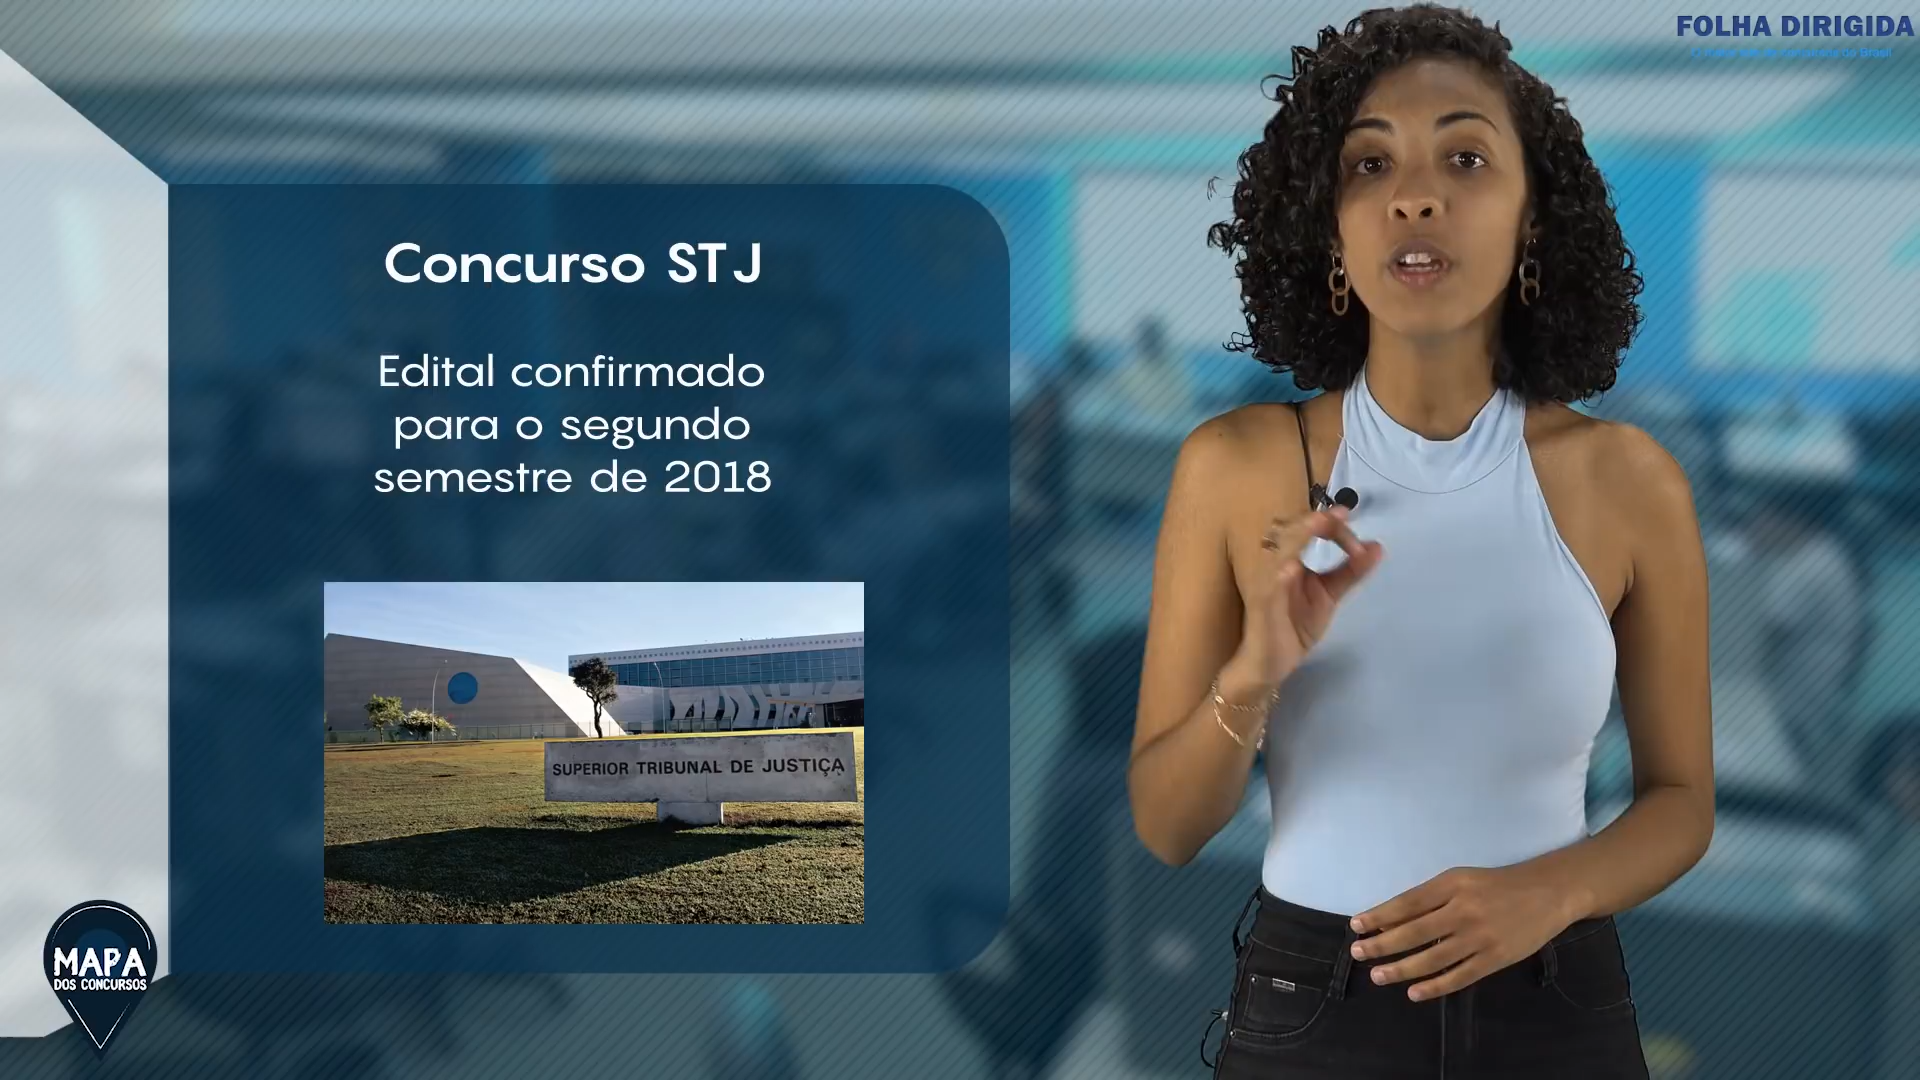 FOLHA DIRIGIDA
Concurso STJ
Edital confirmado
para o segundo
semestre de 2018
SUPERIOR TRIBUNAL DE JUSTIÇA
MAPA
DOS CONCURSOS